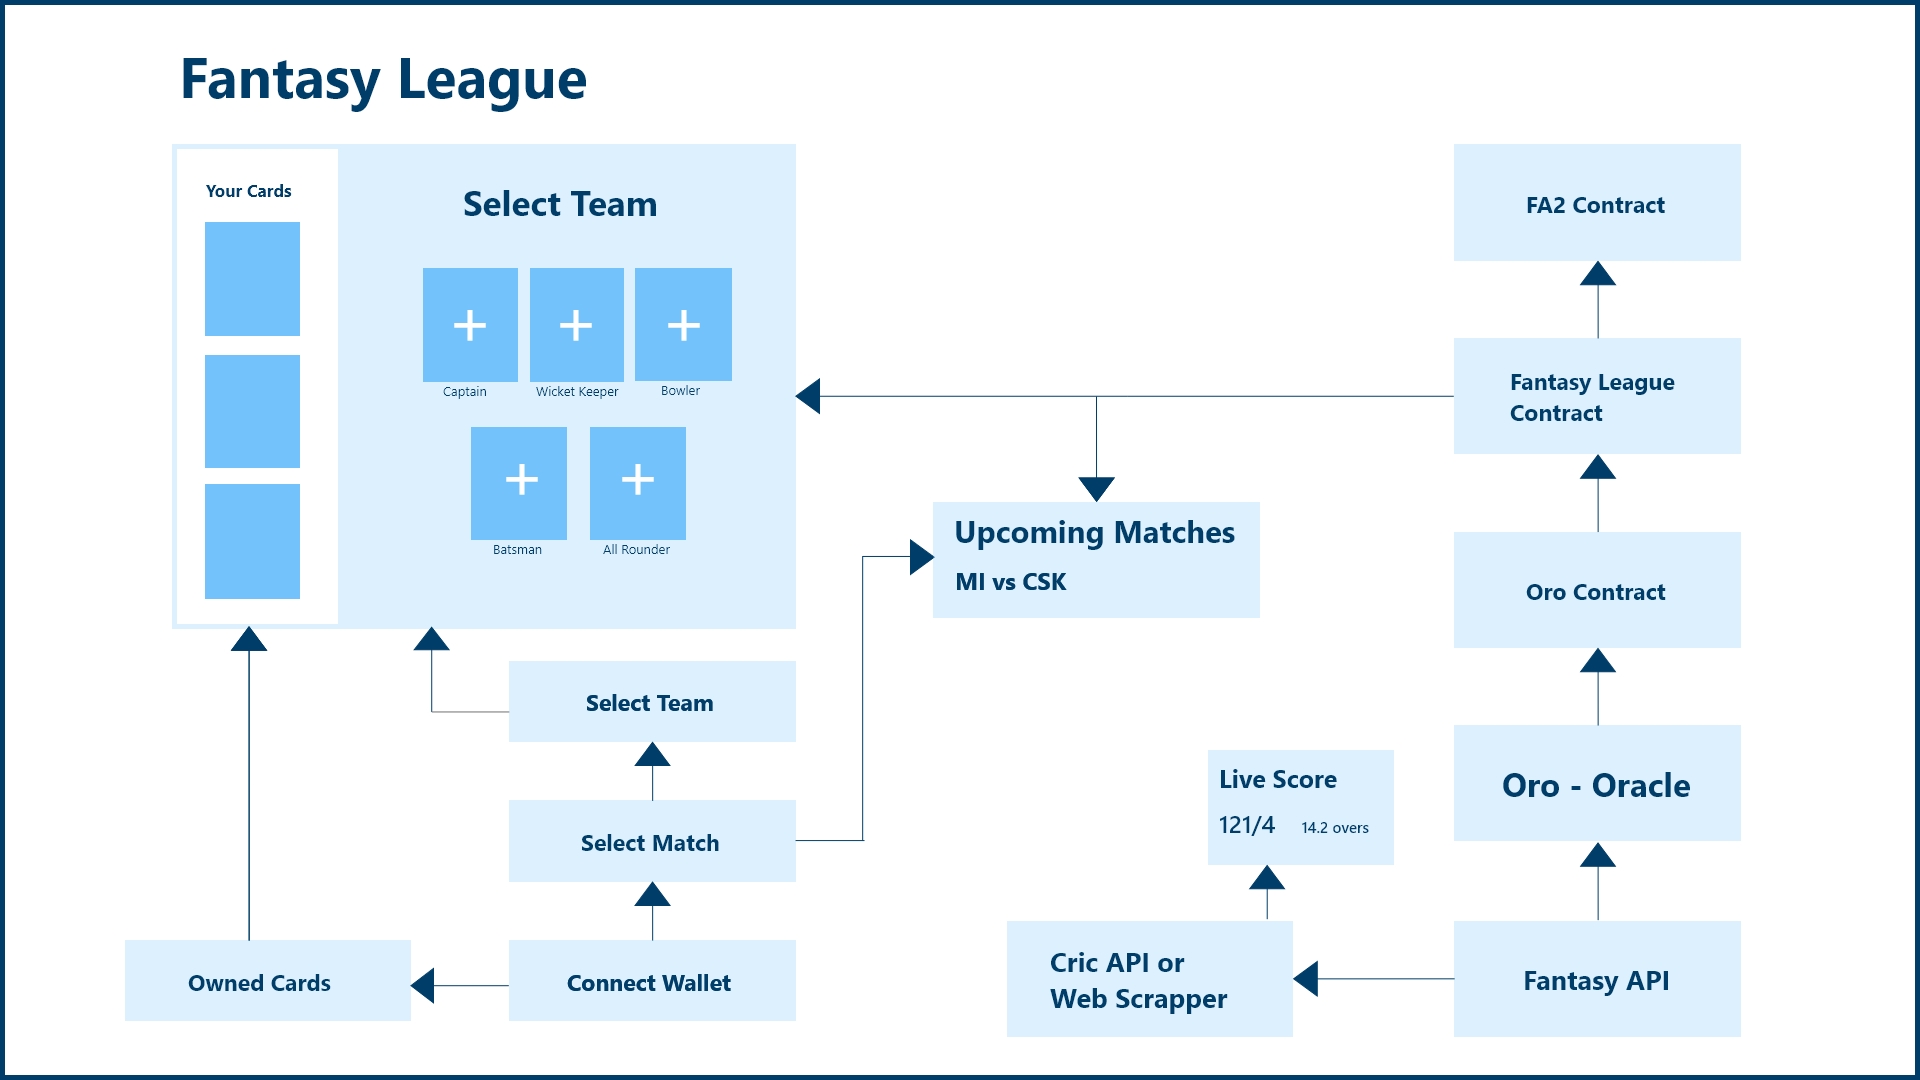 Fantasy League
Your Cards
Select Team
Captain
Wicket Keeper
Bowler
Batsman
All Rounder
Select Team
Select Match
Connect Wallet
Owned Cards
Upcoming Matches
MI vs CSK
Live Score
121/4 14.2 overs
Cric API or
Web Scrapper
FA2 Contract
Fantasy League
Contract
Oro Contract
Oro - Oracle
Fantasy API